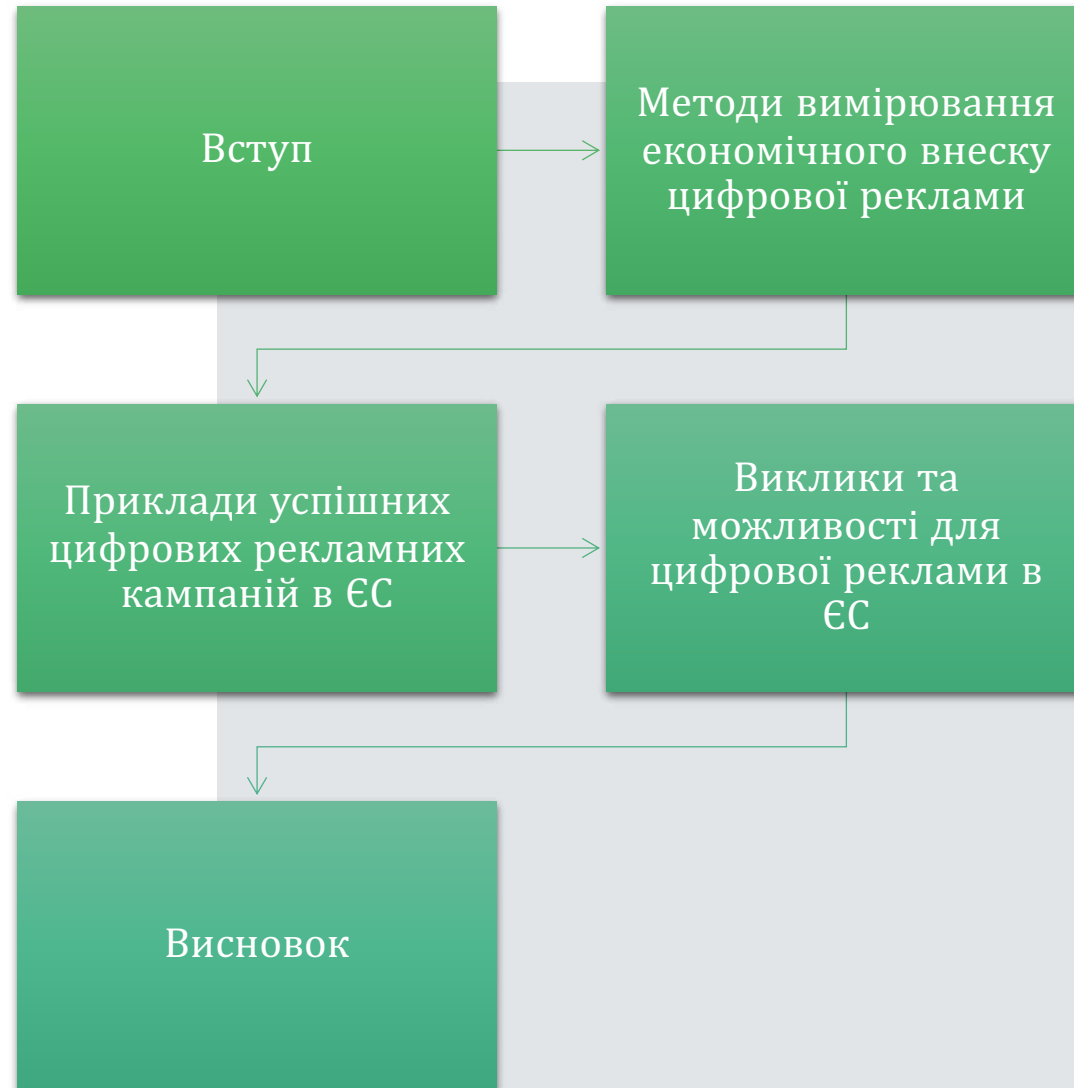 Вступ
Методи вимірювання
економічного внеску
цифрової реклами
Приклади успішних
цифрових рекламних
кампаній в ЄС
Виклики та
можливості для
цифрової реклами в
ЄС
Висновок